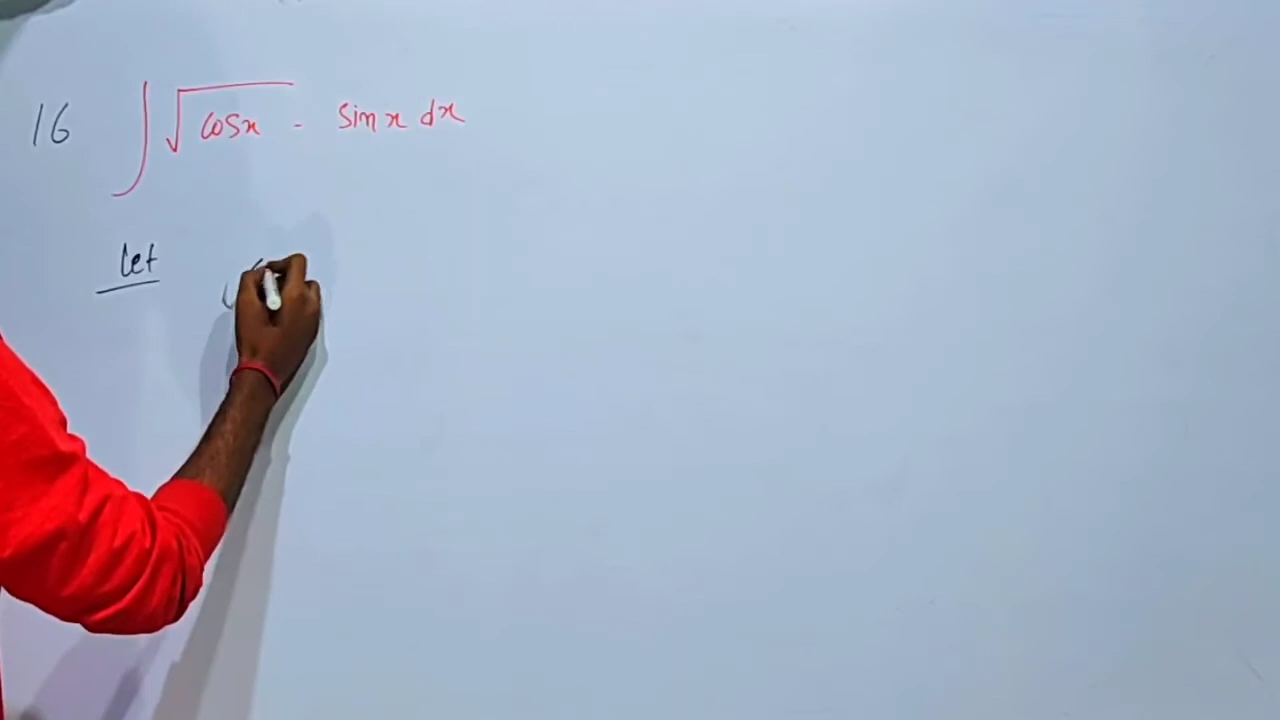 16 ∫ √cosx - sinx dx
let